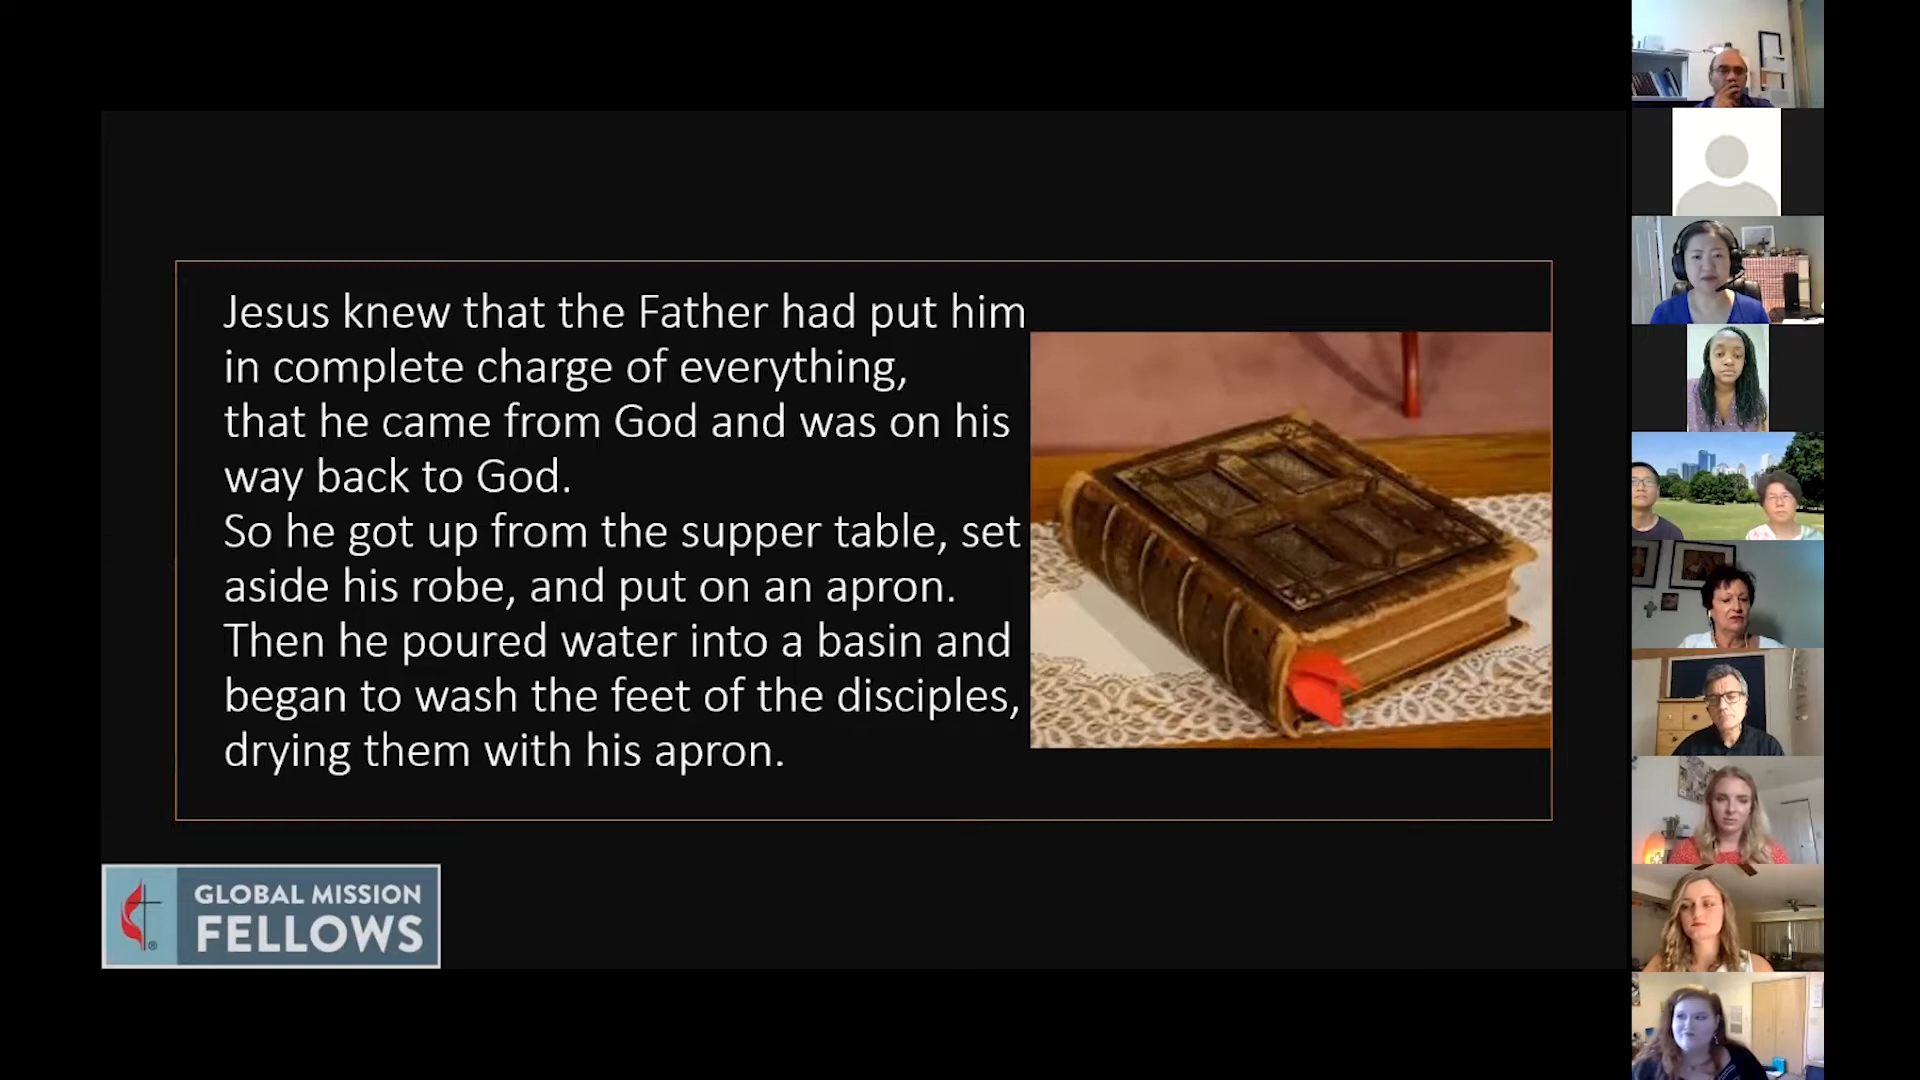 Jesus knew that the Father had put him
in complete charge of everything,
that he came from God and was on his
way back to God.
So he got up from the supper table, set
aside his robe, and put on an apron.
Then he poured water into a basin and
began to wash the feet of the disciples,
drying them with his apron.
GLOBAL MISSION
FELLOWS
®